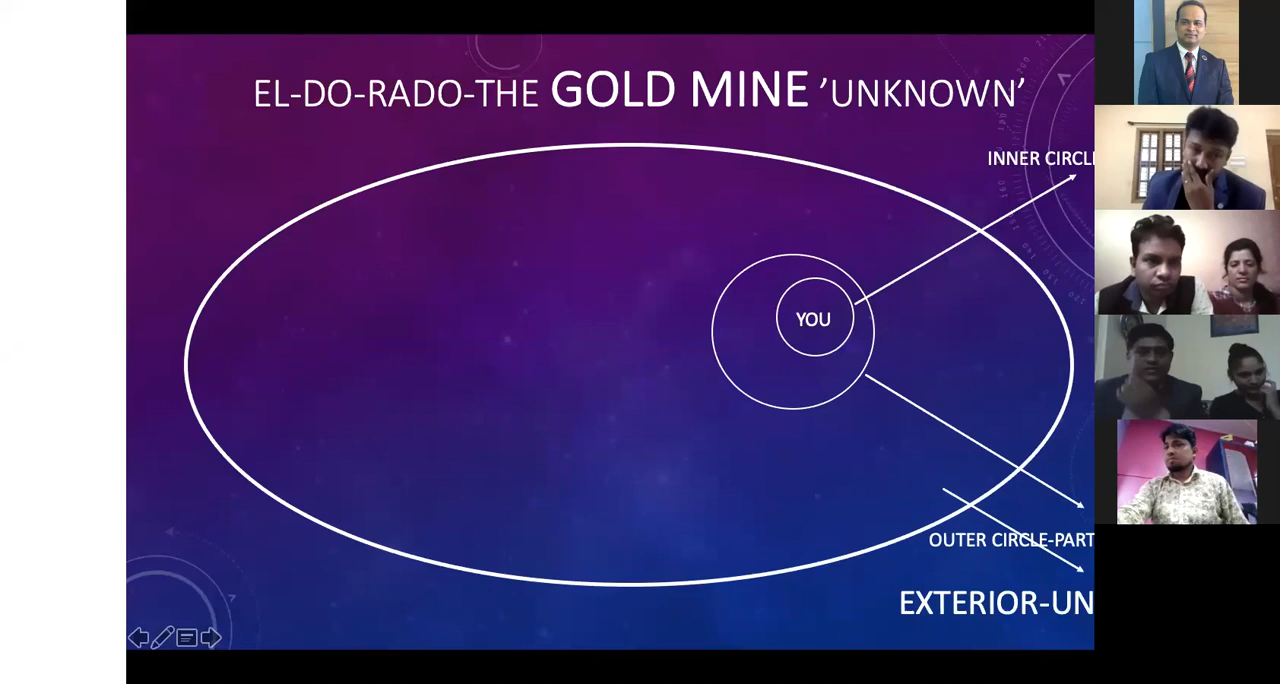 EL-DO-RADO-THE GOLD MINE ’UNKNOWN’
INNER CIRCL
YOU
OUTER CIRCLE-PART
EXTERIOR-UN